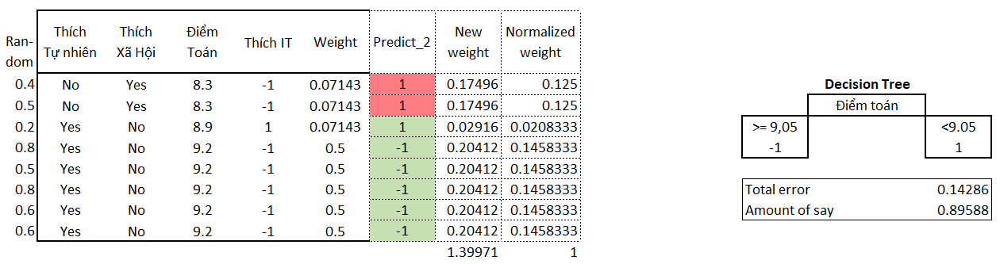 Ran-dom Thích Tự nhiên Thích Xã Hội Điểm Toán Thích IT Weight Predict_2 New weight Normalized weight
0.4 No Yes 8.3 -1 0.07143 1 0.17496 0.125
0.5 No Yes 8.3 -1 0.07143 1 0.17496 0.125
0.2 Yes No 8.9 1 0.07143 1 0.02916 0.0208333
0.8 Yes No 9.2 -1 0.5 -1 0.20412 0.1458333
0.5 Yes No 9.2 -1 0.5 -1 0.20412 0.1458333
0.8 Yes No 9.2 -1 0.5 -1 0.20412 0.1458333
0.6 Yes No 9.2 -1 0.5 -1 0.20412 0.1458333
0.6 Yes No 9.2 -1 0.5 -1 0.20412 0.1458333
1.39971 1
Decision Tree
Điểm toán
>= 9,05 <9.05
-1 1
Total error 0.14286
Amount of say 0.89588